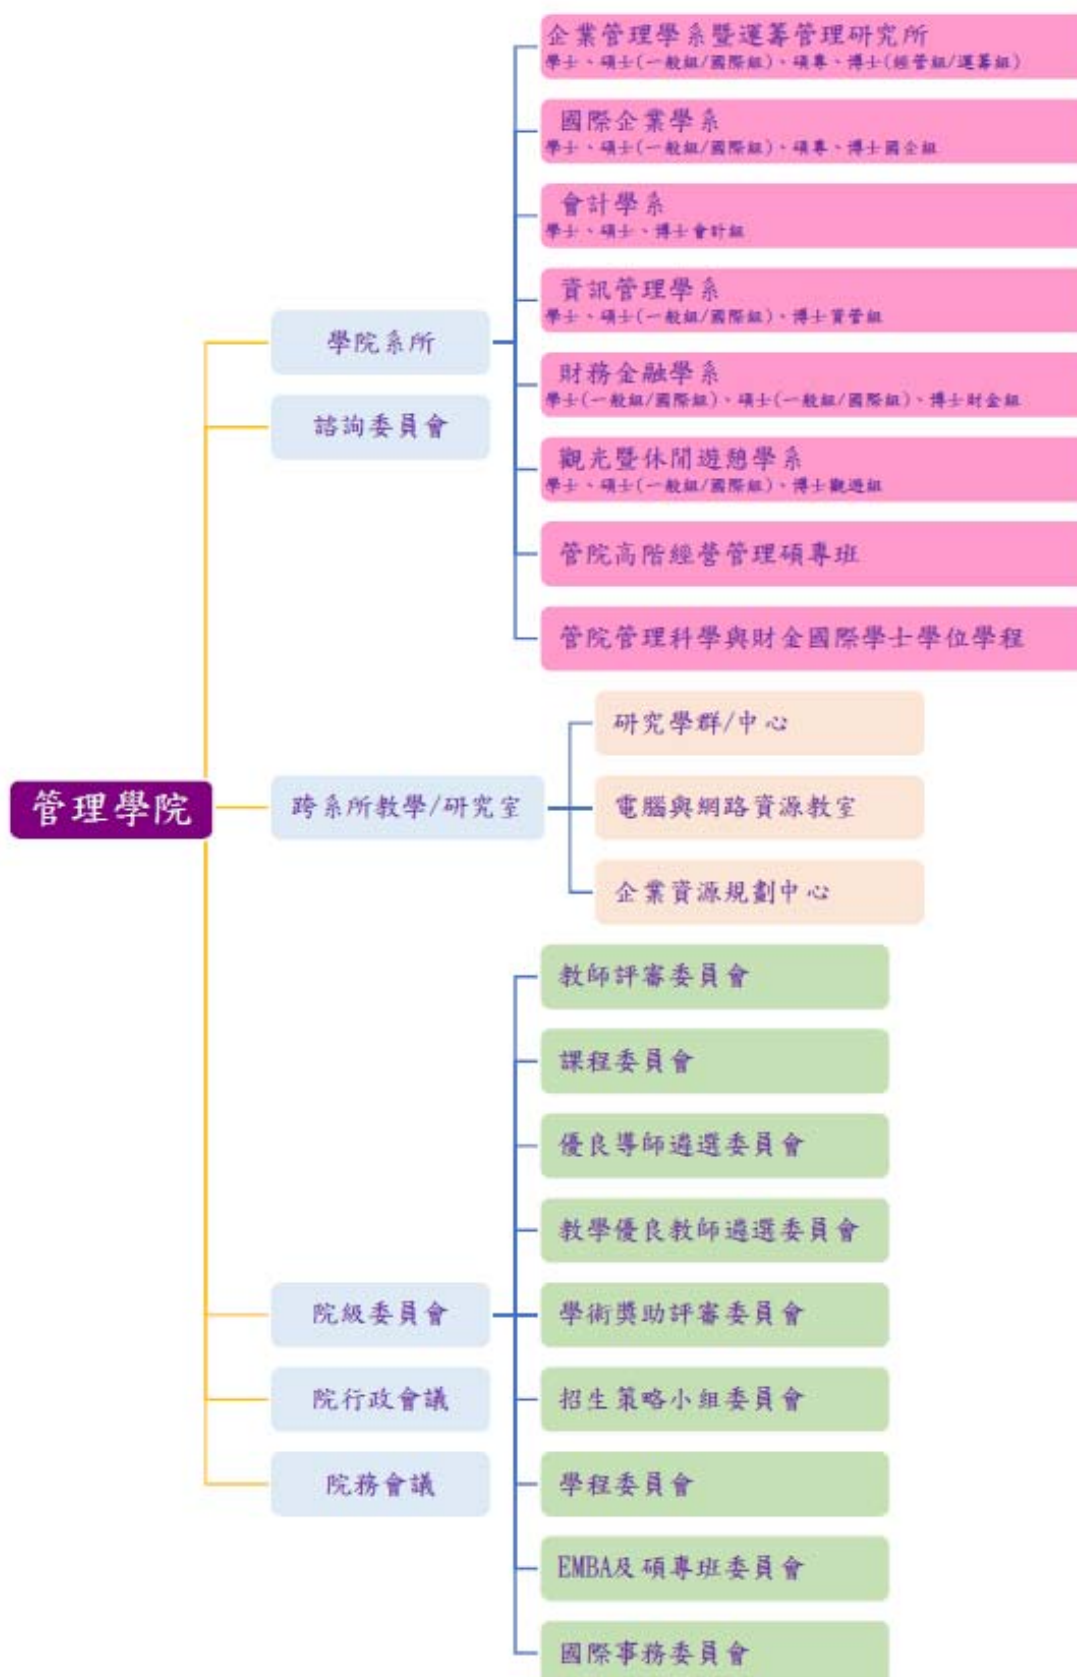 企業管理學系暨運籌管理研究所
學士、碩士(一般組/國際組)、碩專、博士(經管組/運籌組)
國際企業學系
學士、碩士(一般組/國際組)、碩專、博士國企組
會計學系
學士、碩士、博士會計組
資訊管理學系
學士、碩士(一般組/國際組)、博士資管組
財務金融學系
學士(一般組/國際組)、碩士(一般組/國際組)、博士財金組
觀光暨休閒遊憩學系
學士、碩士(一般組/國際組)、博士觀遊組
管院高階經營管理碩專班
管院管理科學與財金國際學士學位學程
學院系所
諮詢委員會
管理學院
跨系所教學/研究室
研究學群/中心
電腦與網路資源教室
企業資源規劃中心
教師評審委員會
課程委員會
優良導師遴選委員會
教學優良教師遴選委員會
院級委員會
學術獎助評審委員會
院行政會議
招生策略小組委員會
院務會議
學程委員會
EMBA及碩專班委員會
國際事務委員會